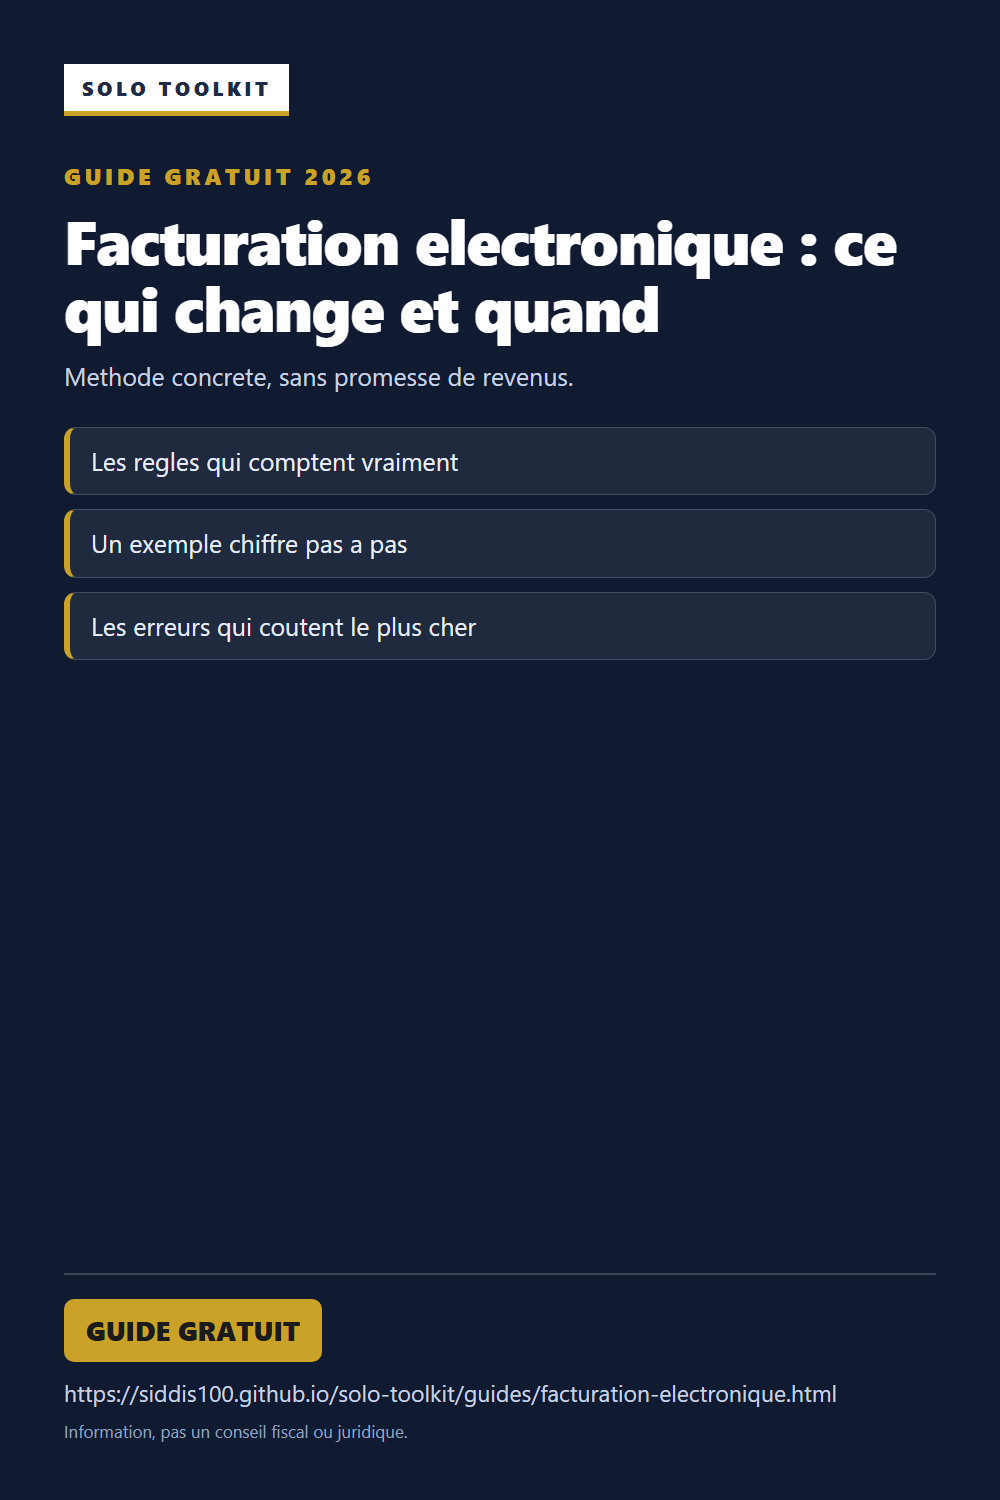 SOLO TOOLKIT
GUIDE GRATUIT 2026
Facturation electronique : ce
qui change et quand
Methode concrete, sans promesse de revenus.
Les regles qui comptent vraiment
Un exemple chiffre pas a pas
Les erreurs qui coutent le plus cher
GUIDE GRATUIT
https://siddis100.github.io/solo-toolkit/guides/facturation-electronique.html
Information, pas un conseil fiscal ou juridique.